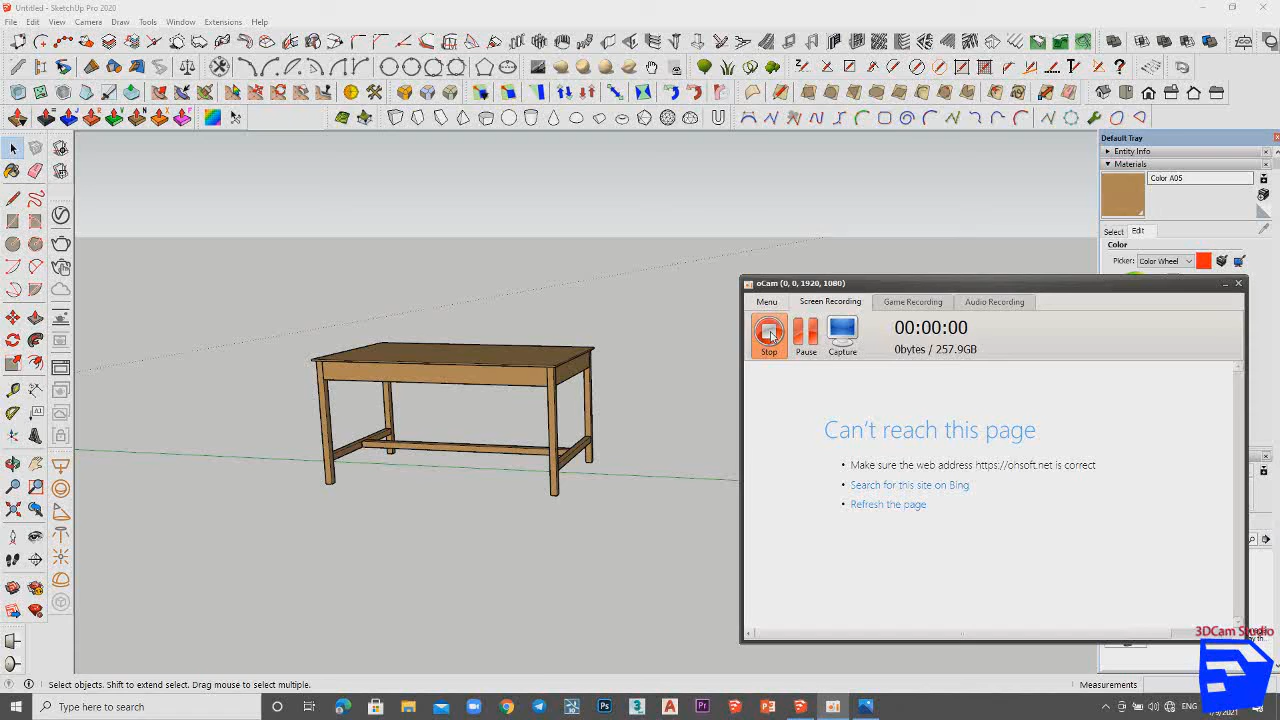 Untitled - SketchUp Pro 2020
File Edit View Camera Draw Tools Window Extensions Help
Default Tray
Entity Info
Materials
Color A05
Select Edit
Color
Picker: Color Wheel
oCam (0, 0, 1920, 1080)
Menu Screen Recording Game Recording Audio Recording
00:00:00
0bytes / 257.9GB
Stop Pause Capture
Can't reach this page
• Make sure the web address https://ohsoft.net is correct
• Search for this site on Bing
• Refresh the page
3DCam Studio
Select objects. Shift to extend select. Drag mouse to select multiple.
Measurements
Type here to search
ENG
1/9/2021